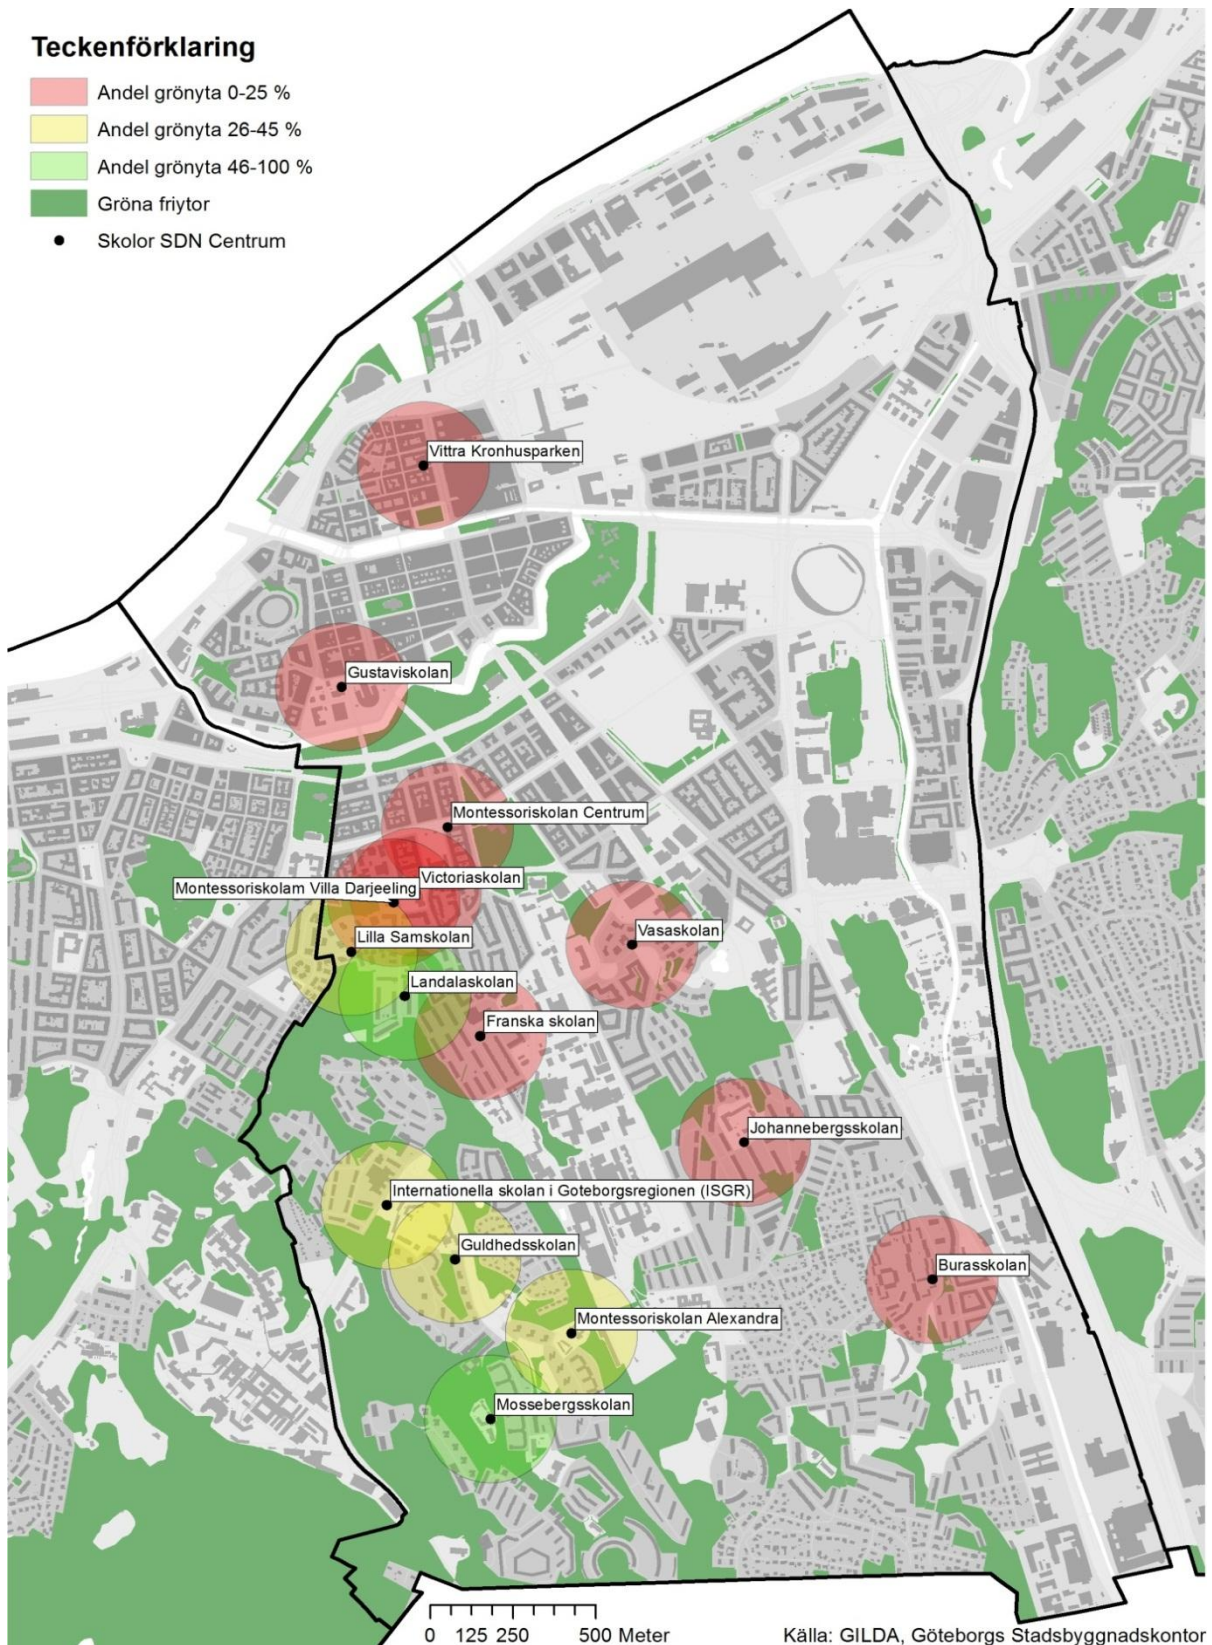 Teckenförklaring
Andel grönyta 0-25 %
Andel grönyta 26-45 %
Andel grönyta 46-100 %
Gröna friytor
Skolor SDN Centrum
Vittra Kronhusparken
Gustaviskolan
Montessoriskolan Centrum
Victoriaskolan
Montessoriskolam Villa Darjeeling
Lilla Samskolan
Vasaskolan
Landalaskolan
Franska skolan
Johannebergsskolan
Internationella skolan i Goteborgsregionen (ISGR)
Guldhedsskolan
Burasskolan
Montessoriskolan Alexandra
Mossebergsskolan
0 125 250 500 Meter
Källa: GILDA, Göteborgs Stadsbyggnadskontor